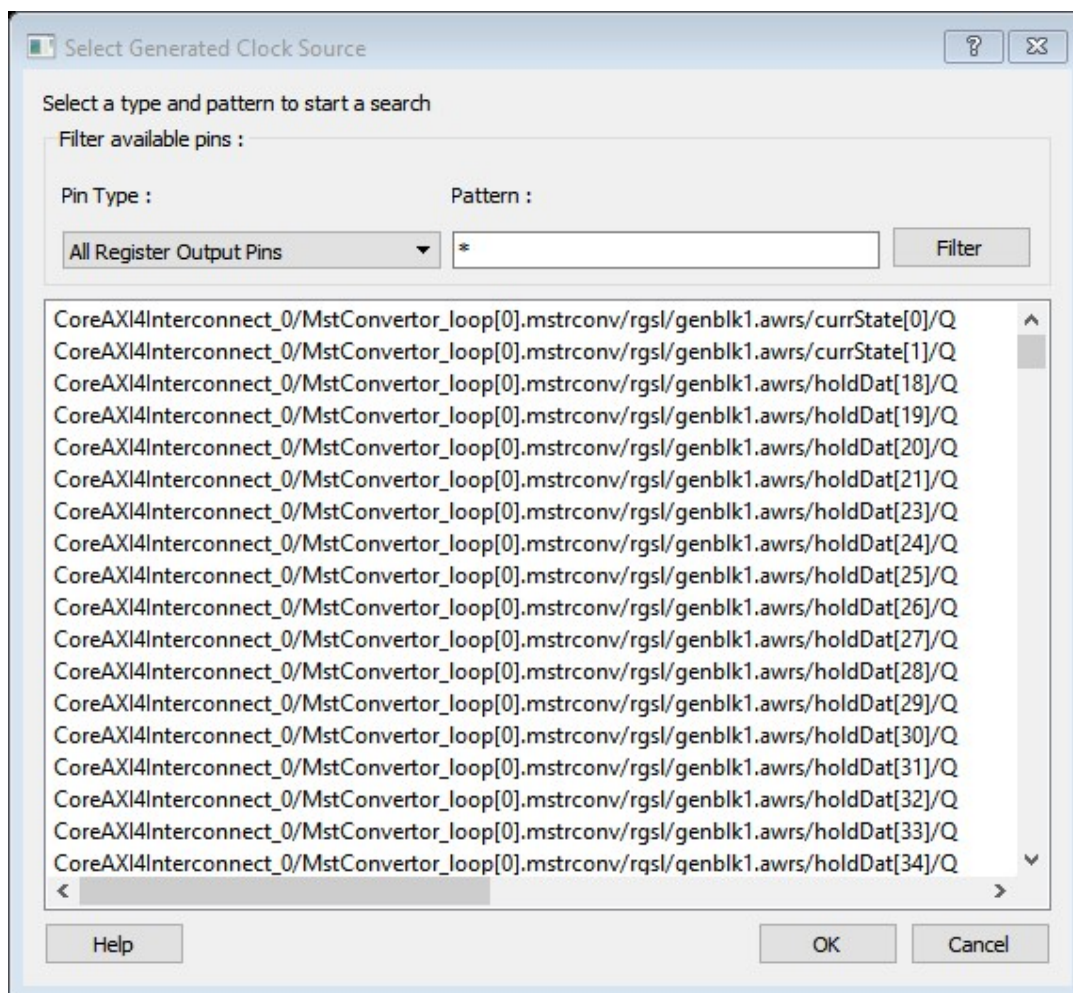 Select Generated Clock Source
Select a type and pattern to start a search
Filter available pins :
Pin Type :
Pattern :
All Register Output Pins
*
Filter
CoreAXI4Interconnect_0/MstConvertor_loop[0].mstrconv/rgsl/genblk1.awrs/currState[0]/Q
CoreAXI4Interconnect_0/MstConvertor_loop[0].mstrconv/rgsl/genblk1.awrs/currState[1]/Q
CoreAXI4Interconnect_0/MstConvertor_loop[0].mstrconv/rgsl/genblk1.awrs/holdDat[18]/Q
CoreAXI4Interconnect_0/MstConvertor_loop[0].mstrconv/rgsl/genblk1.awrs/holdDat[19]/Q
CoreAXI4Interconnect_0/MstConvertor_loop[0].mstrconv/rgsl/genblk1.awrs/holdDat[20]/Q
CoreAXI4Interconnect_0/MstConvertor_loop[0].mstrconv/rgsl/genblk1.awrs/holdDat[21]/Q
CoreAXI4Interconnect_0/MstConvertor_loop[0].mstrconv/rgsl/genblk1.awrs/holdDat[23]/Q
CoreAXI4Interconnect_0/MstConvertor_loop[0].mstrconv/rgsl/genblk1.awrs/holdDat[24]/Q
CoreAXI4Interconnect_0/MstConvertor_loop[0].mstrconv/rgsl/genblk1.awrs/holdDat[25]/Q
CoreAXI4Interconnect_0/MstConvertor_loop[0].mstrconv/rgsl/genblk1.awrs/holdDat[26]/Q
CoreAXI4Interconnect_0/MstConvertor_loop[0].mstrconv/rgsl/genblk1.awrs/holdDat[27]/Q
CoreAXI4Interconnect_0/MstConvertor_loop[0].mstrconv/rgsl/genblk1.awrs/holdDat[28]/Q
CoreAXI4Interconnect_0/MstConvertor_loop[0].mstrconv/rgsl/genblk1.awrs/holdDat[29]/Q
CoreAXI4Interconnect_0/MstConvertor_loop[0].mstrconv/rgsl/genblk1.awrs/holdDat[30]/Q
CoreAXI4Interconnect_0/MstConvertor_loop[0].mstrconv/rgsl/genblk1.awrs/holdDat[31]/Q
CoreAXI4Interconnect_0/MstConvertor_loop[0].mstrconv/rgsl/genblk1.awrs/holdDat[32]/Q
CoreAXI4Interconnect_0/MstConvertor_loop[0].mstrconv/rgsl/genblk1.awrs/holdDat[33]/Q
CoreAXI4Interconnect_0/MstConvertor_loop[0].mstrconv/rgsl/genblk1.awrs/holdDat[34]/Q
Help
OK
Cancel